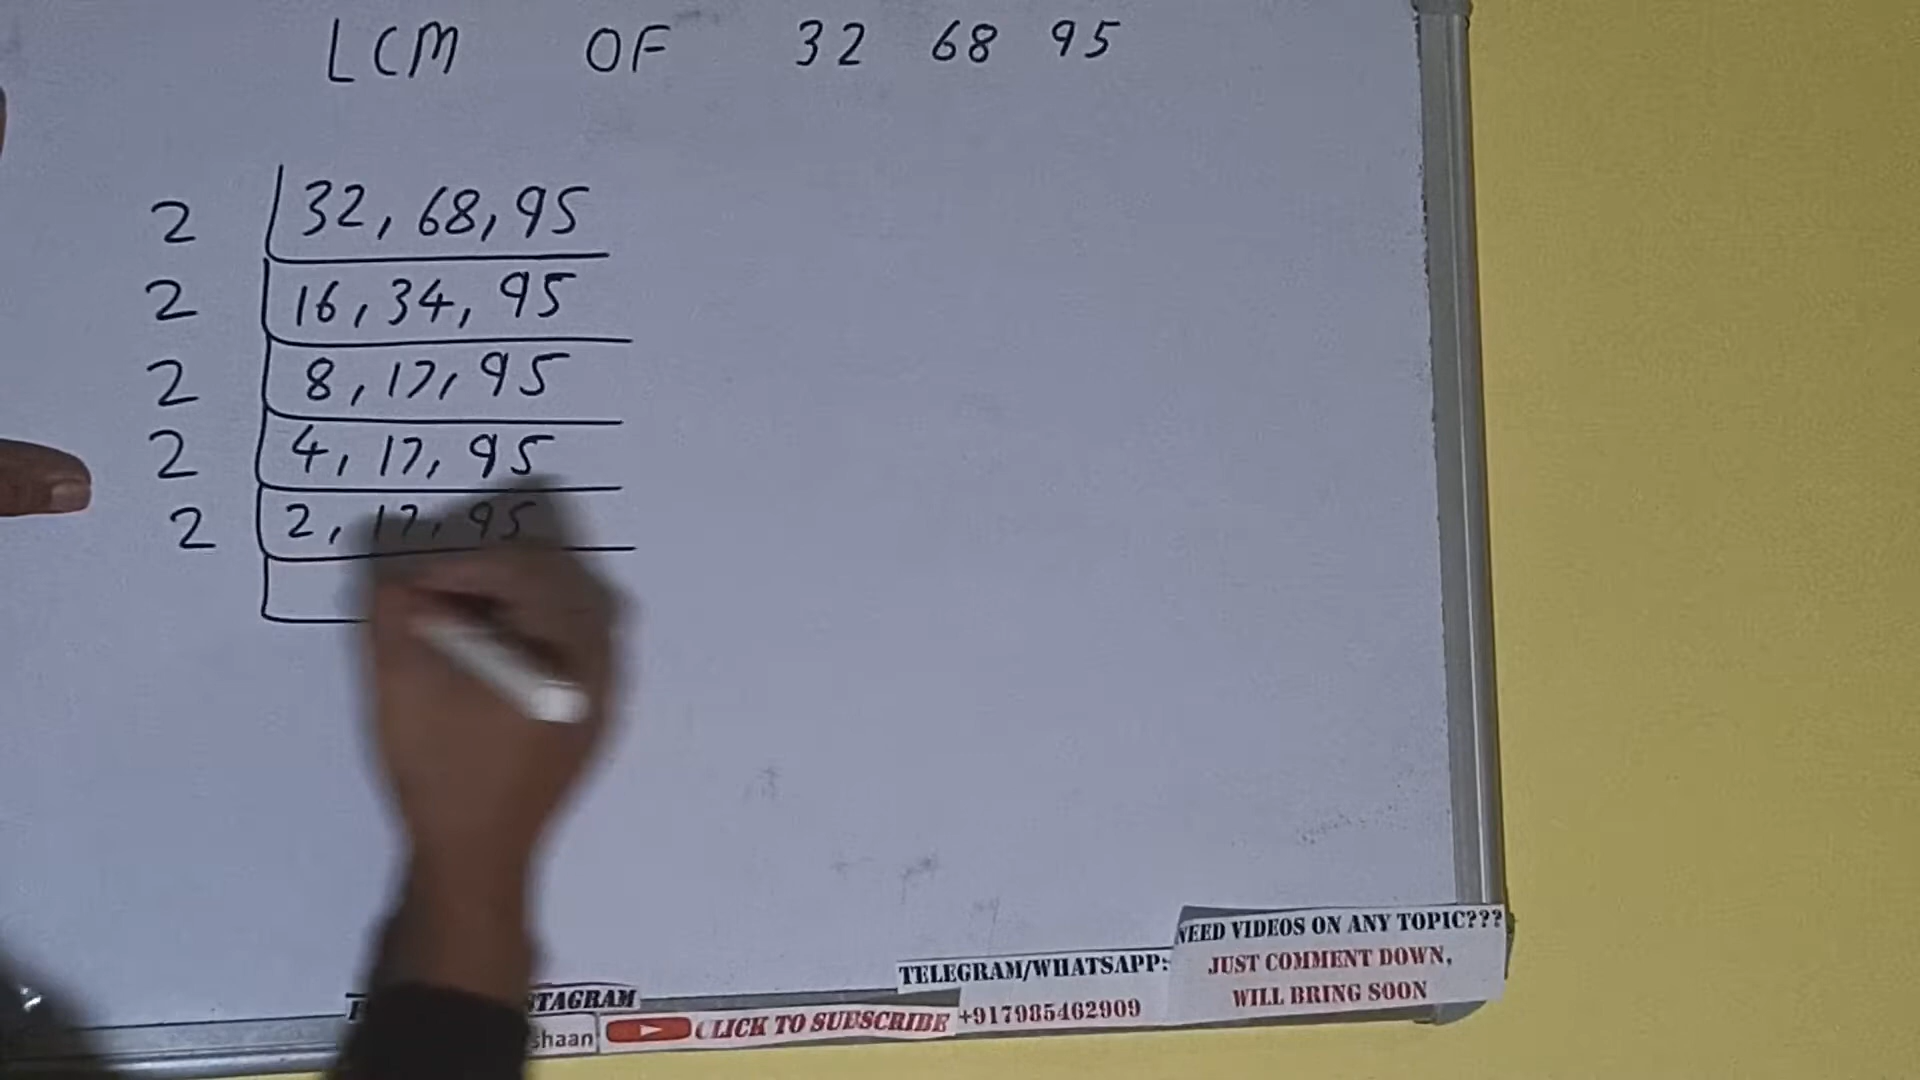 LCM OF 32 68 95
2 32, 68, 95
2 16, 34, 95
2 8, 17, 95
2 4, 17, 95
2 2, 17, 95
NEED VIDEOS ON ANY TOPIC???
JUST COMMENT DOWN,
WILL BRING SOON
TELEGRAM/WHATSAPP:
+917985462909
CLICK TO SUBSCRIBE